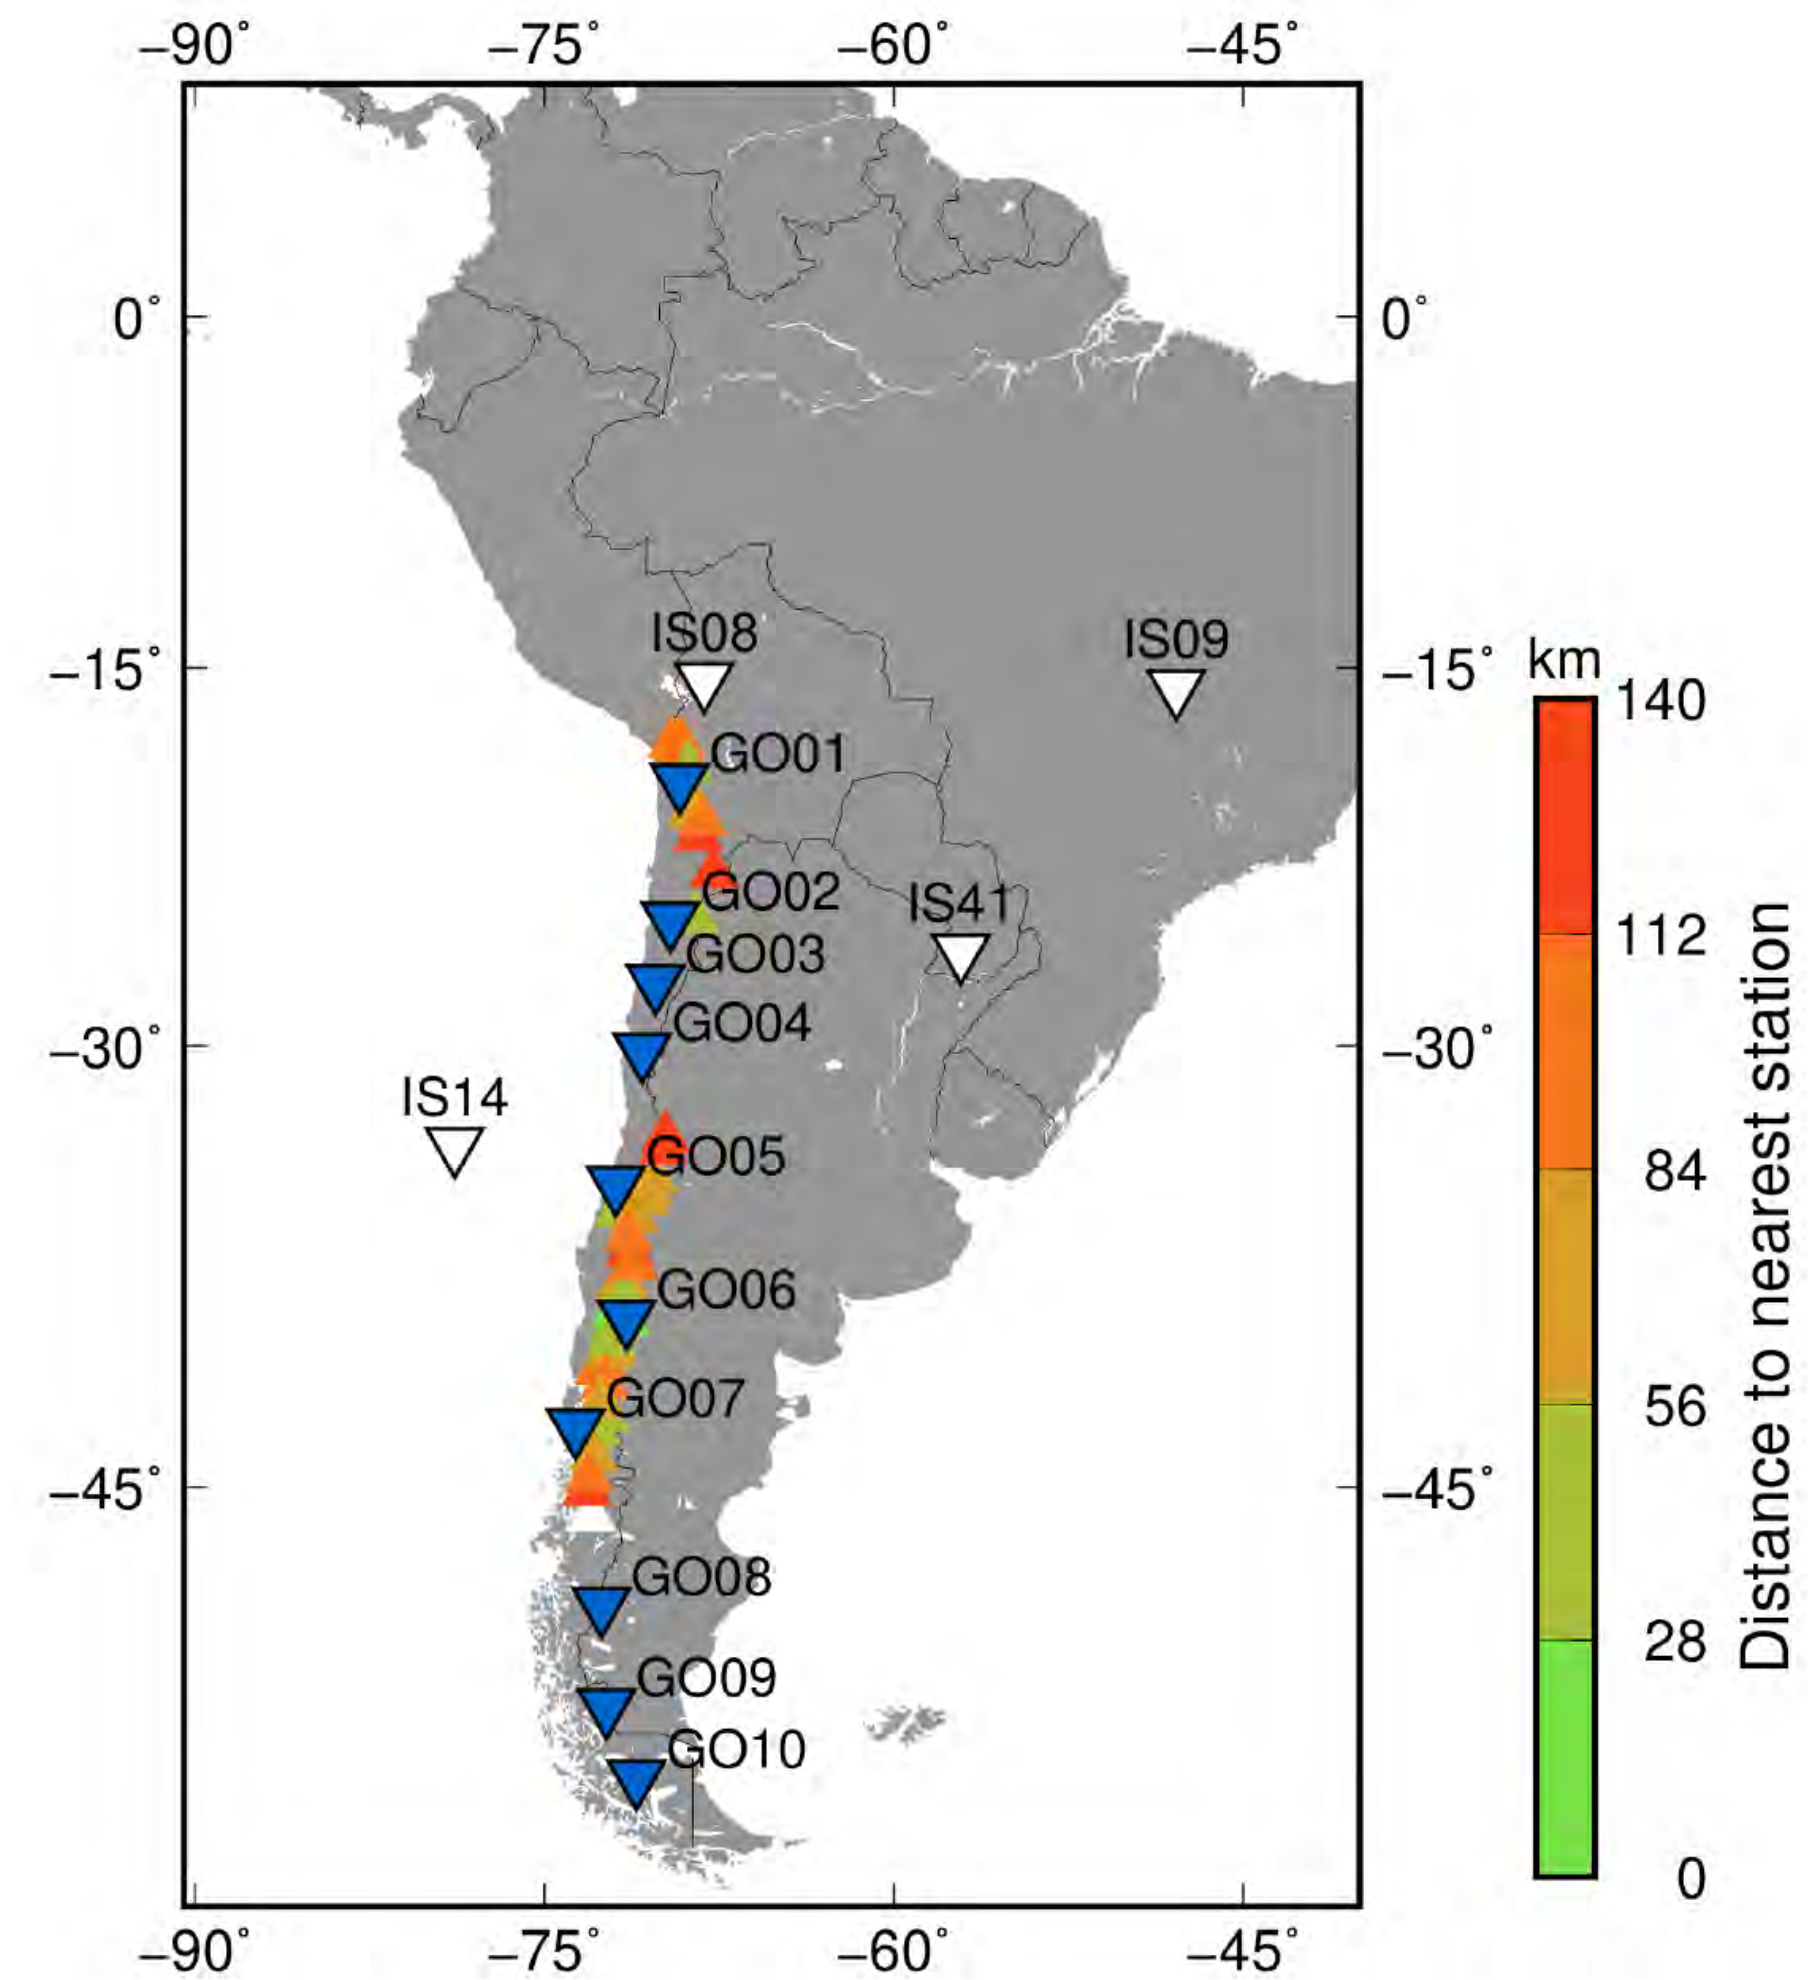 −90° −75° −60° −45°
0° 0°
IS08 IS09
−15° −15° km
140
GO01
GO02
IS41
112
GO03
GO04
−30° −30°
IS14
GO05
84
GO06
GO07
56
−45° −45°
GO08
28
GO09
GO10
0
Distance to nearest station
−90° −75° −60° −45°